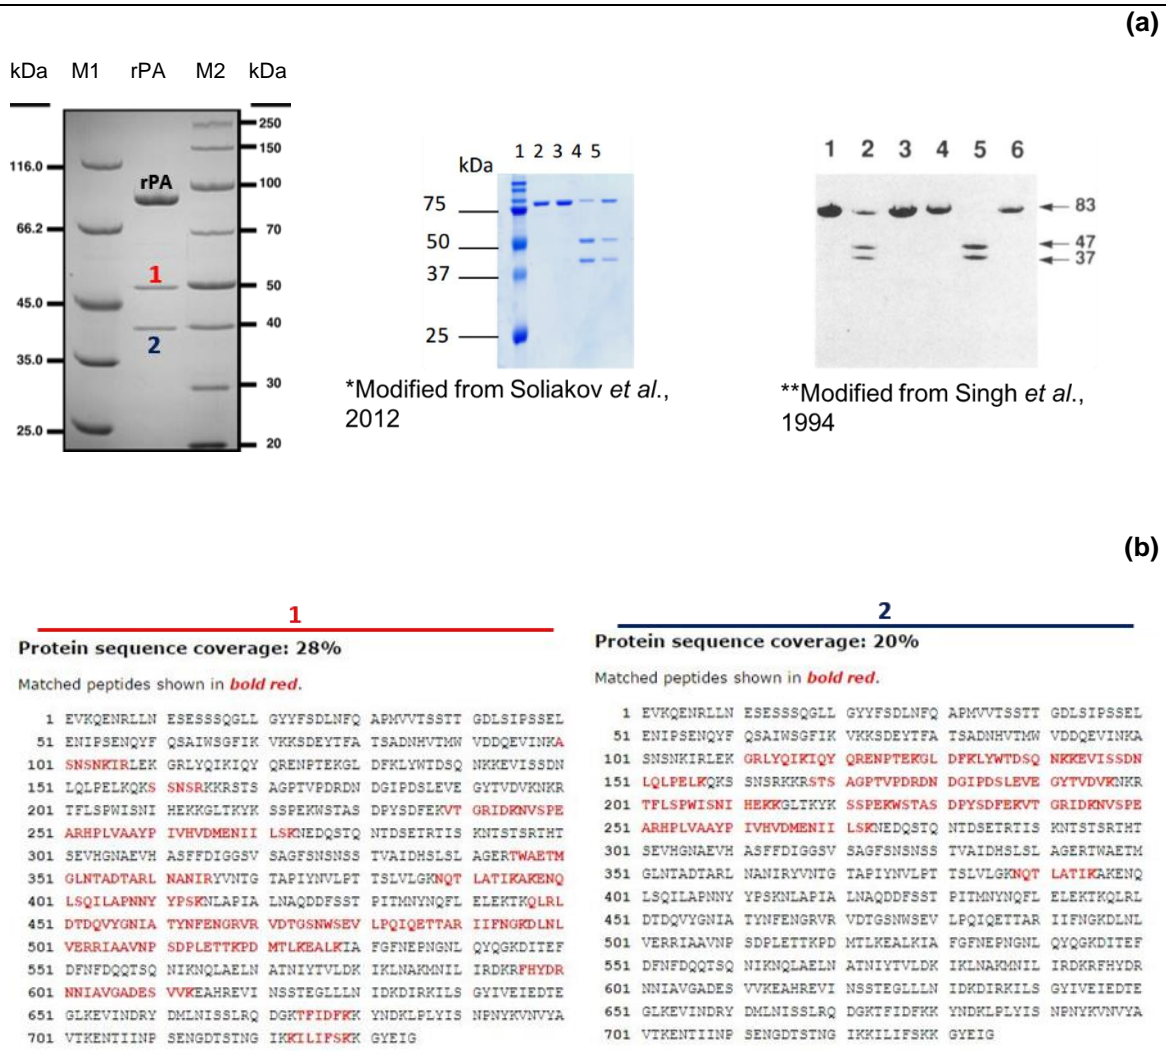 (a)
kDa M1 rPA M2 kDa
116.0
66.2
45.0
35.0
25.0
rPA
1
2
250
150
100
70
50
40
30
20
kDa
1 2 3 4 5
75
50
37
25
*Modified from Soliakov et al.,
2012
1 2 3 4 5 6
83
47
37
**Modified from Singh et al.,
1994
(b)
1
Protein sequence coverage: 28%
Matched peptides shown in bold red.
1 EVKQENRLLN ESESSSQGLL GYYFSDLNFQ APMVVTSSTT GDLSIPSSEL
51 ENIPSENQYF QSAIWSGFIK VKKSDEYTFA TSADNHVTMW VDDQEVINKA
101 SNSNKIRLEK GRLYQIKIQY QRENPTEKGL DFKLYWTDSQ NKKEVISSDN
151 LQLPELKQKS SNSRKKRSTS AGPTVPDRDN DGIPDSLEVE GYTVDVKNKR
201 TFLSPWISNI HEKKGLTKYK SSPEKWSTAS DPYSDFEKVT GRIDKNVSPE
251 ARHPLVAAYP IVHVDMENII LSKNEDQSTQ NTDSETRTIS KNTSTSRTHT
301 SEVHGNAEVH ASFFDIGGSV SAGFSNSNSS TVAIDHSLSL AGERTWAETM
351 GLNTADTARL NANIRYVNTG TAPIYNVLPT TSLVLGKNQT LATIKAKENQ
401 LSQILAPNNY YPSKNLAPIA LNAQDDFSST PITMNYNQFL ELEKTKQLRL
451 DTDQVYGNIA TYNFENGRVR VDTGSNWSEV LPQIQETTAR IIFNGKDLNL
501 VERRIAAVNP SDPLETTKPD MTLKEALKIA FGFNEPNGNL QYQGKDITEF
551 DFNFDQQTSQ NIKNQLAELN ATNIYTVLDK IKLNAKMNIL IRDKRFHYDR
601 NNIAVGADES VVKEAHREVI NSSTEGLLLN IDKDIRKILS GYIVEIEDTE
651 GLKEVINDRY DMLNISSLRQ DGKTFIDFKK YNDKLPLYIS NPNYKVNVYA
701 VTKENTIINP SENGDTSTNG IKKILIFSKK GYEIG
2
Protein sequence coverage: 20%
Matched peptides shown in bold red.
1 EVKQENRLLN ESESSSQGLL GYYFSDLNFQ APMVVTSSTT GDLSIPSSEL
51 ENIPSENQYF QSAIWSGFIK VKKSDEYTFA TSADNHVTMW VDDQEVINKA
101 SNSNKIRLEK GRLYQIKIQY QRENPTEKGL DFKLYWTDSQ NKKEVISSDN
151 LQLPELKQKS SNSRKKRSTS AGPTVPDRDN DGIPDSLEVE GYTVDVKNKR
201 TFLSPWISNI HEKKGLTKYK SSPEKWSTAS DPYSDFEKVT GRIDKNVSPE
251 ARHPLVAAYP IVHVDMENII LSKNEDQSTQ NTDSETRTIS KNTSTSRTHT
301 SEVHGNAEVH ASFFDIGGSV SAGFSNSNSS TVAIDHSLSL AGERTWAETM
351 GLNTADTARL NANIRYVNTG TAPIYNVLPT TSLVLGKNQT LATIKAKENQ
401 LSQILAPNNY YPSKNLAPIA LNAQDDFSST PITMNYNQFL ELEKTKQLRL
451 DTDQVYGNIA TYNFENGRVR VDTGSNWSEV LPQIQETTAR IIFNGKDLNL
501 VERRIAAVNP SDPLETTKPD MTLKEALKIA FGFNEPNGNL QYQGKDITEF
551 DFNFDQQTSQ NIKNQLAELN ATNIYTVLDK IKLNAKMNIL IRDKRFHYDR
601 NNIAVGADES VVKEAHREVI NSSTEGLLLN IDKDIRKILS GYIVEIEDTE
651 GLKEVINDRY DMLNISSLRQ DGKTFIDFKK YNDKLPLYIS NPNYKVNVYA
701 VTKENTIINP SENGDTSTNG IKKILIFSKK GYEIG